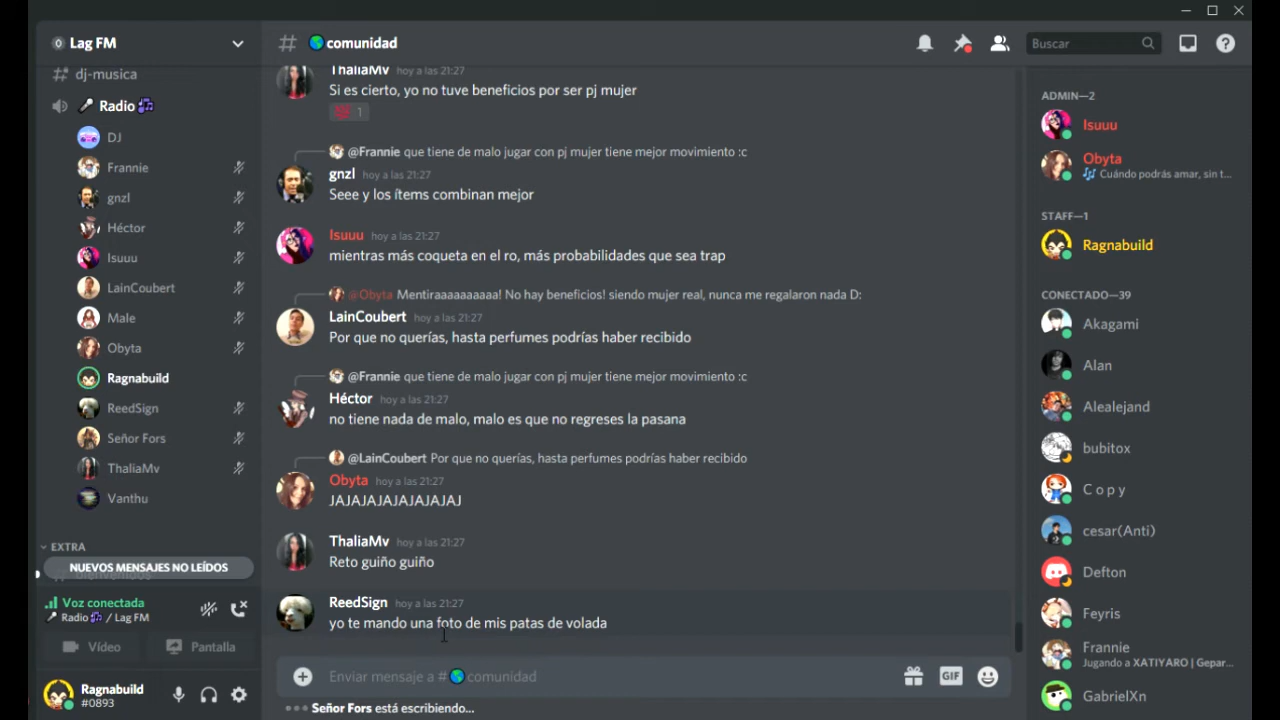 Lag FM
dj-musica
Radio
DJ
Frannie
gnzl
Héctor
Isuuu
LainCoubert
Male
Obyta
Ragnabuild
ReedSign
Señor Fors
ThaliaMv
Vanthu
EXTRA
NUEVOS MENSAJES NO LEÍDOS
Voz conectada
Radio / Lag FM
Vídeo
Pantalla
Ragnabuild
#0893
comunidad
Buscar
ThaliaMv hoy a las 21:27
Si es cierto, yo no tuve beneficios por ser pj mujer
1
@Frannie que tiene de malo jugar con pj mujer tiene mejor movimiento :c
gnzl hoy a las 21:27
Seee y los ítems combinan mejor
Isuuu hoy a las 21:27
mientras más coqueta en el ro, más probabilidades que sea trap
@Obyta Mentiraaaaaaaaaa! No hay beneficios! siendo mujer real, nunca me regalaron nada D:
LainCoubert hoy a las 21:27
Por que no querías, hasta perfumes podrías haber recibido
@Frannie que tiene de malo jugar con pj mujer tiene mejor movimiento :c
Héctor hoy a las 21:27
no tiene nada de malo, malo es que no regreses la pasana
@LainCoubert Por que no querías, hasta perfumes podrías haber recibido
Obyta hoy a las 21:27
JAJAJAJAJAJAJAJAJ
ThaliaMv hoy a las 21:27
Reto guiño guiño
ReedSign hoy a las 21:27
yo te mando una foto de mis patas de volada
Enviar mensaje a #comunidad
GIF
Señor Fors está escribiendo...
ADMIN—2
Isuuu
Obyta
Cuándo podrás amar, sin t...
STAFF—1
Ragnabuild
CONECTADO—39
Akagami
Alan
Alealejand
bubitox
C o p y
cesar(Anti)
Defton
Feyris
Frannie
Jugando a XATIYARO | Gepar...
GabrielXn